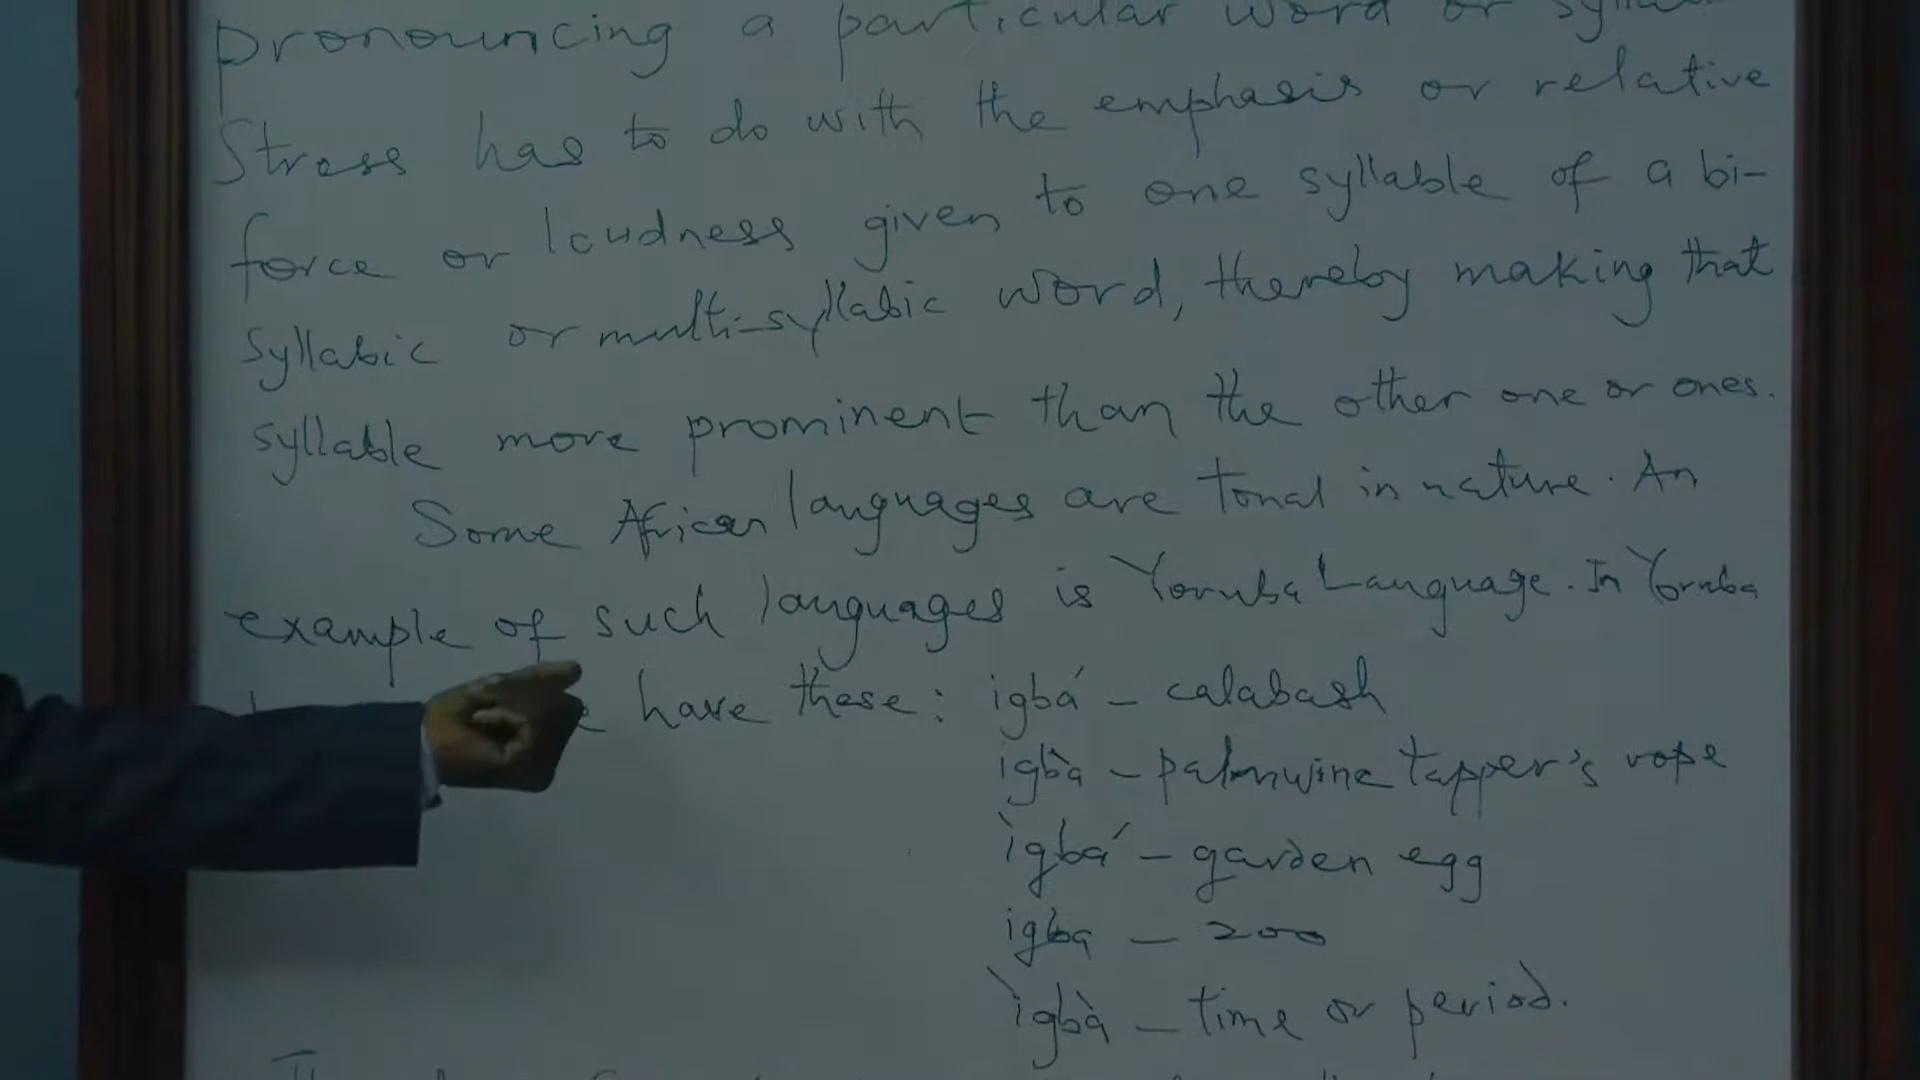 pronouncing a particular word or
Stress has to do with the emphasis or relative
force or loudness given to one syllable of a bi-
syllabic or multi-syllabic word, thereby making that
syllable more prominent than the other one or ones.
Some African languages are tonal in nature. An
example of such languages is Yoruba Language. In Yoruba
have these: igbá - calabash
igbà - palmwine tapper's rope
ìgbá - garden egg
igba - 200
ìgbà - time or period.